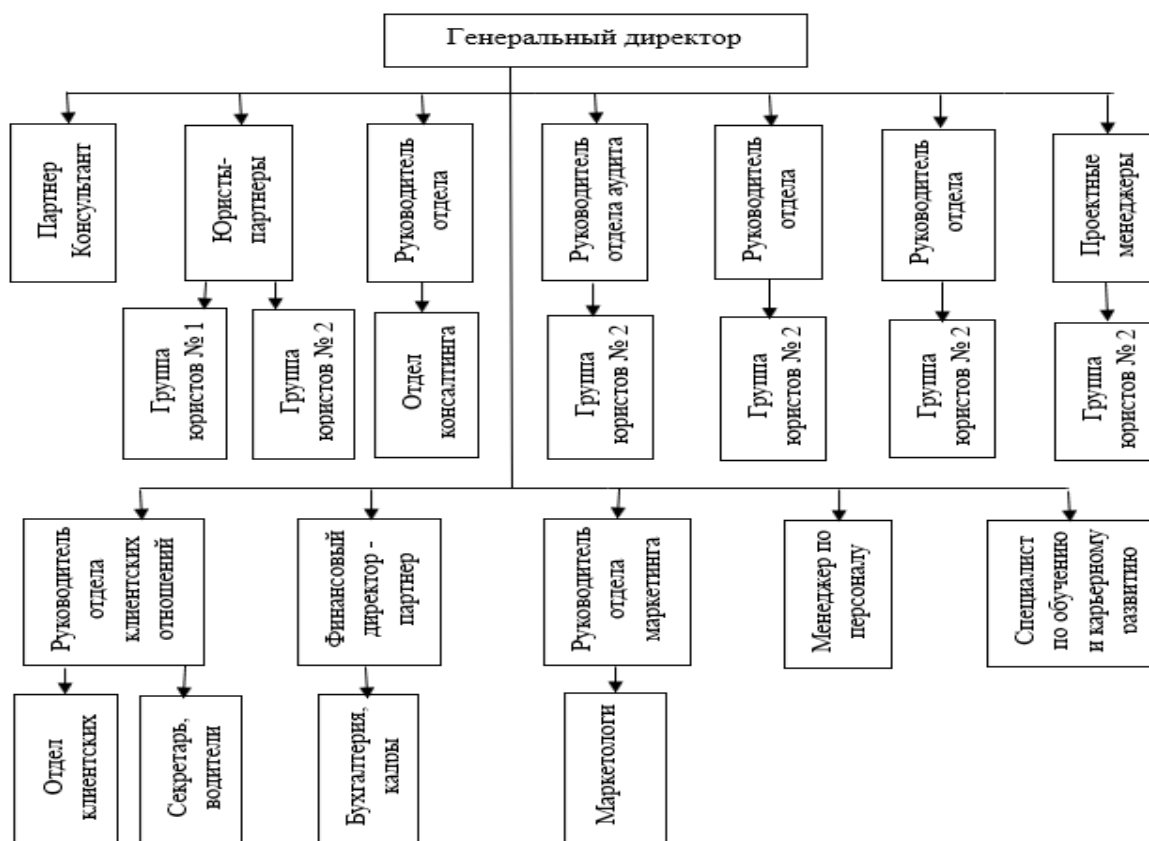 Генеральный директор
Партнер
Консультант
Юристы-
партнеры
Руководитель
отдела
Руководитель
отдела аудита
Руководитель
отдела
Руководитель
отдела
Проектные
менеджеры
Группа
юристов № 1
Группа
юристов № 2
Отдел
консалтинга
Группа
юристов № 2
Группа
юристов № 2
Группа
юристов № 2
Группа
юристов № 2
Руководитель
отдела
клиентских
отношений
Финансовый
директор -
партнер
Руководитель
отдела
маркетинга
Менеджер по
персоналу
Специалист
по обучению
и карьерному
развитию
Отдел
клиентских
Секретарь,
водители
Бухгалтерия,
кадры
Маркетологи